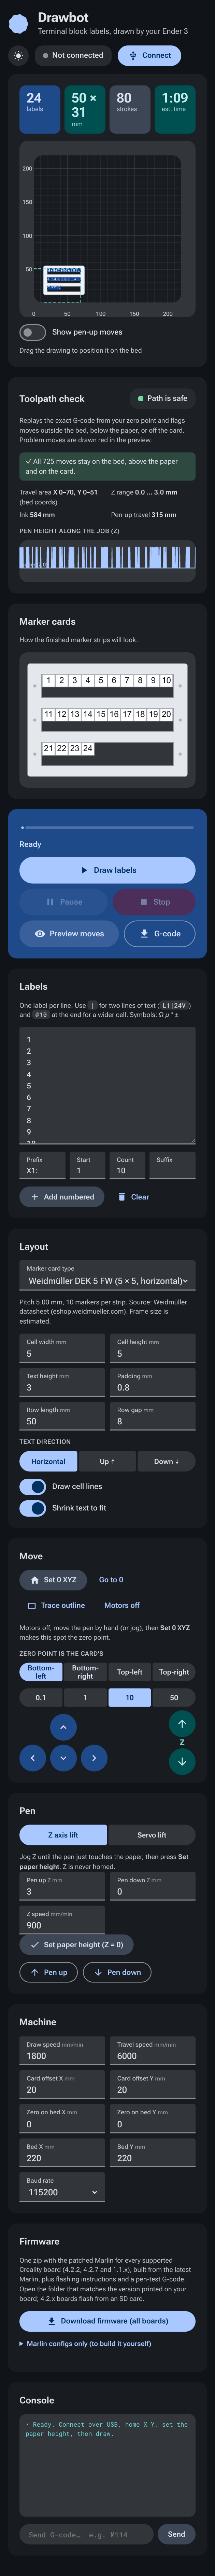 Drawbot
Terminal block labels, drawn by your Ender 3
Not connected
Connect
24
labels
50 ×
31
mm
80
strokes
1:09
est. time
200
150
100
50
0
50
100
150
200
Show pen-up moves
Drag the drawing to position it on the bed
Toolpath check
Path is safe
Replays the exact G-code from your zero point and flags
moves outside the bed, below the paper, or off the card.
Problem moves are drawn red in the preview.
✓ All 725 moves stay on the bed, above the paper
and on the card.
Travel area X 0–70, Y 0–51
(bed coords)
Z range 0.0 … 3.0 mm
Ink 584 mm
Pen-up travel 315 mm
PEN HEIGHT ALONG THE JOB (Z)
Marker cards
How the finished marker strips will look.
1 2 3 4 5 6 7 8 9 10
11 12 13 14 15 16 17 18 19 20
21 22 23 24
Ready
Draw labels
Pause
Stop
Preview moves
G-code
Labels
One label per line. Use | for two lines of text ( L1|24V )
and @10 at the end for a wider cell. Symbols: Ω µ ° ±
1
2
3
4
5
6
7
8
9
10
Prefix
X1:
Start
1
Count
10
Suffix
Add numbered
Clear
Layout
Marker card type
Weidmüller DEK 5 FW (5 × 5, horizontal)
Pitch 5.00 mm, 10 markers per strip. Source: Weidmüller
datasheet (eshop.weidmueller.com). Frame size is
estimated.
Cell width mm
5
Cell height mm
5
Text height mm
3
Padding mm
0.8
Row length mm
50
Row gap mm
8
TEXT DIRECTION
Horizontal
Up ↑
Down ↓
Draw cell lines
Shrink text to fit
Move
Set 0 XYZ
Go to 0
Trace outline
Motors off
Motors off, move the pen by hand (or jog), then Set 0 XYZ
makes this spot the zero point.
ZERO POINT IS THE CARD'S
Bottom-left
Bottom-right
Top-left
Top-right
0.1
1
10
50
Z
Pen
Z axis lift
Servo lift
Jog Z until the pen just touches the paper, then press Set
paper height. Z is never homed.
Pen up Z mm
3
Pen down Z mm
0
Z speed mm/min
900
Set paper height (Z = 0)
Pen up
Pen down
Machine
Draw speed mm/min
1800
Travel speed mm/min
6000
Card offset X mm
20
Card offset Y mm
20
Zero on bed X mm
0
Zero on bed Y mm
0
Bed X mm
220
Bed Y mm
220
Baud rate
115200
Firmware
One zip with the patched Marlin for every supported
Creality board (4.2.2, 4.2.7 and 1.1.x), built from the latest
Marlin, plus flashing instructions and a pen-test G-code.
Open the folder that matches the version printed on your
board; 4.2.x boards flash from an SD card.
Download firmware (all boards)
Marlin configs only (to build it yourself)
Console
· Ready. Connect over USB, home X Y, set the
paper height, then draw.
Send G-code… e.g. M114
Send